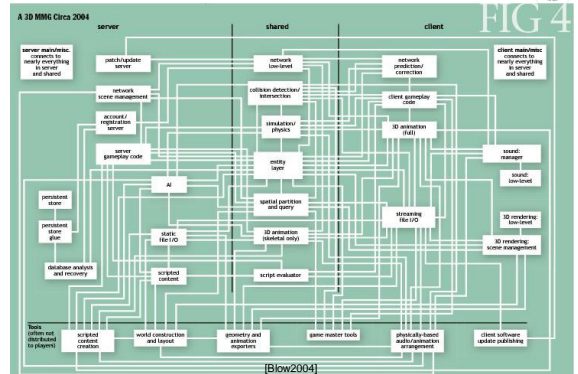 A 3D MMG Circa 2004
FIG 4
server
shared
client
server main/misc.
connects to
nearly everything
in server
and shared
patch/update
server
network
low-level
network
prediction/
correction
client main/misc
connects to
nearly everything
in server
and shared
network
scene management
collision detection/
intersection
client gameplay
code
account/
registration
server
simulation/
physics
3D animation
(full)
server
gameplay code
entity
layer
sound:
manager
sound:
low-level
AI
persistent
store
spatial partition
and query
streaming
file I/O
persistent
store
glue
static
file I/O
3D animation
(skeletal only)
3D rendering:
low-level
3D rendering:
scene management
database analysis
and recovery
scripted
content
script evaluator
Tools
(often not
distributed
to players)
scripted
content
creation
world construction
and layout
geometry and
animation
exporters
game master tools
physically-based
audio/animation
arrangement
client software
update publishing
[Blow2004]